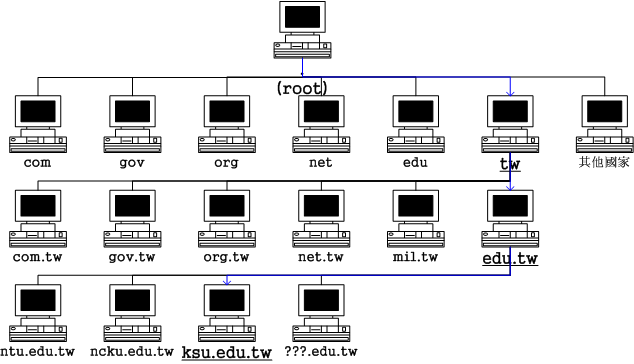 (root)
com gov org net edu tw 其他國家
com.tw gov.tw org.tw net.tw mil.tw edu.tw
ntu.edu.tw ncku.edu.tw ksu.edu.tw ???.edu.tw